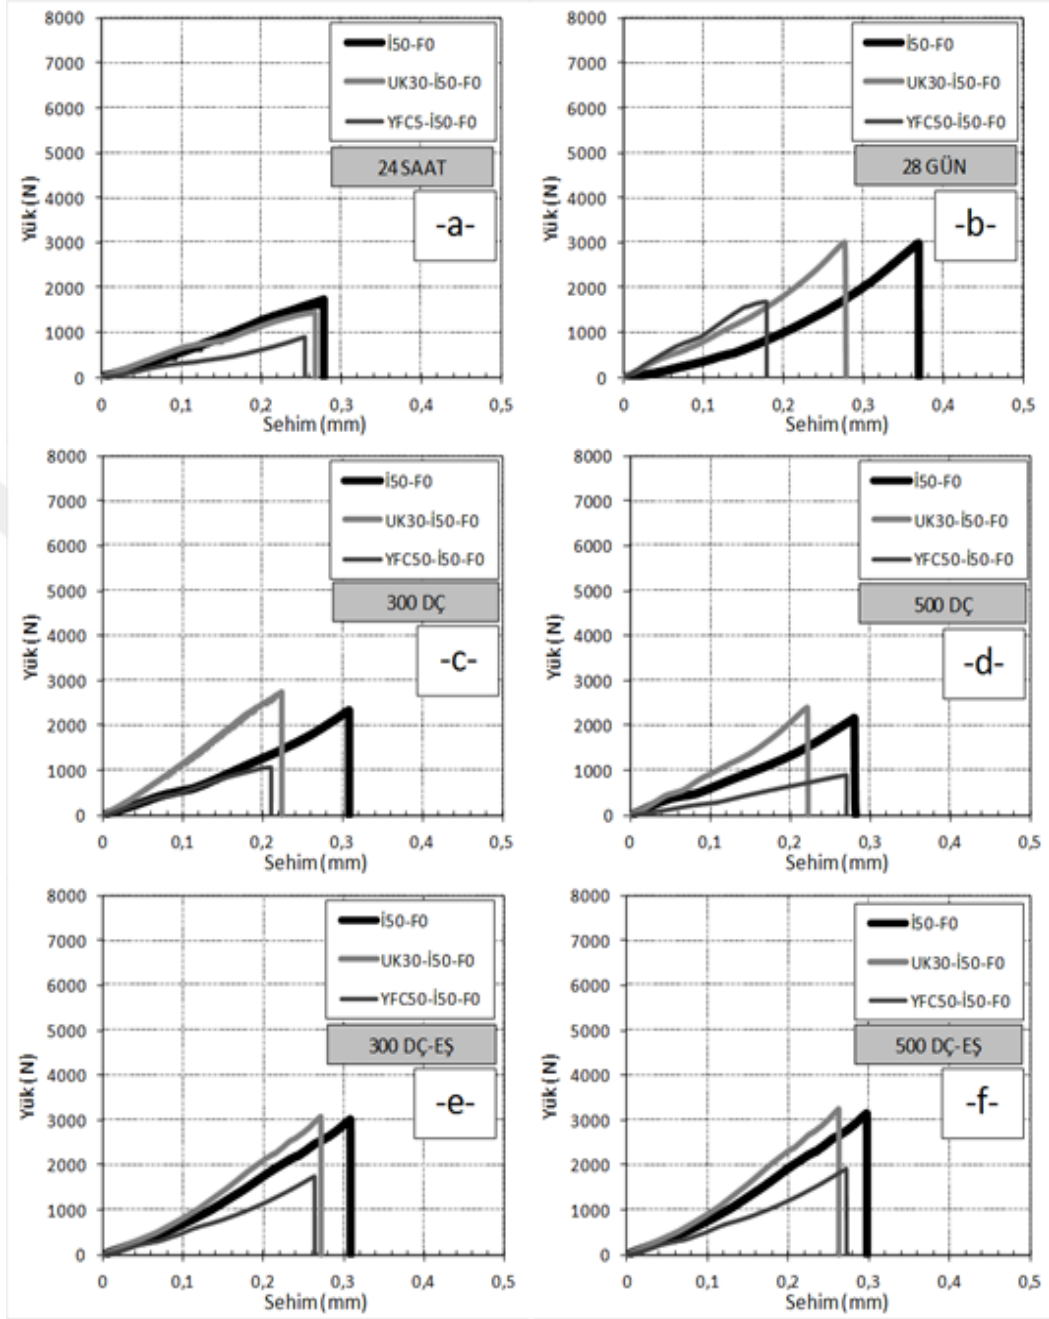 8000
7000
6000
5000
4000
3000
2000
1000
0
Yük (N)
İ50-F0
UK30-İ50-F0
YFC5-İ50-F0
24 SAAT
-a-
0 0,1 0,2 0,3 0,4 0,5
Sehim (mm)
8000
7000
6000
5000
4000
3000
2000
1000
0
Yük (N)
İ50-F0
UK30-İ50-F0
YFC50-İ50-F0
28 GÜN
-b-
0 0,1 0,2 0,3 0,4 0,5
Sehim (mm)
8000
7000
6000
5000
4000
3000
2000
1000
0
Yük (N)
İ50-F0
UK30-İ50-F0
YFC50-İ50-F0
300 DÇ
-c-
0 0,1 0,2 0,3 0,4 0,5
Sehim (mm)
8000
7000
6000
5000
4000
3000
2000
1000
0
Yük (N)
İ50-F0
UK30-İ50-F0
YFC50-İ50-F0
500 DÇ
-d-
0 0,1 0,2 0,3 0,4 0,5
Sehim (mm)
8000
7000
6000
5000
4000
3000
2000
1000
0
Yük (N)
İ50-F0
UK30-İ50-F0
YFC50-İ50-F0
300 DÇ-EŞ
-e-
0 0,1 0,2 0,3 0,4 0,5
Sehim (mm)
8000
7000
6000
5000
4000
3000
2000
1000
0
Yük (N)
İ50-F0
UK30-İ50-F0
YFC50-İ50-F0
500 DÇ-EŞ
-f-
0 0,1 0,2 0,3 0,4 0,5
Sehim (mm)